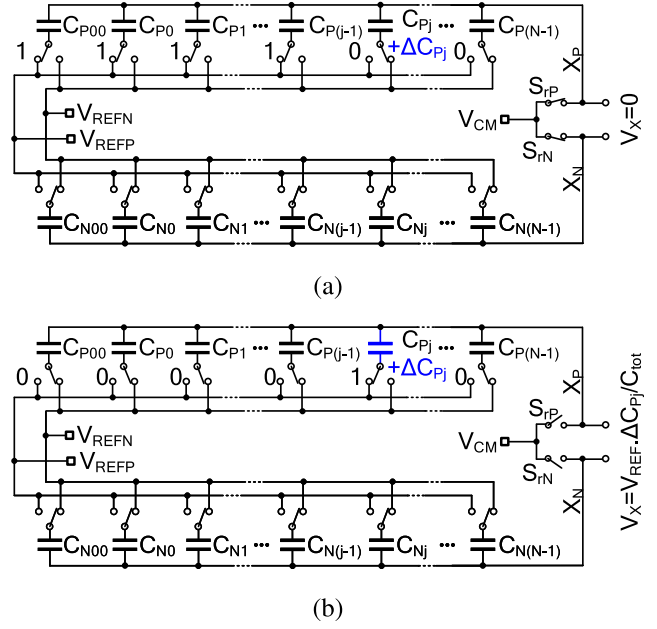 C_P00 C_P0 C_P1 ... C_P(j-1) C_Pj C_P(N-1)
1 1 1 1 0 +ΔC_Pj 0
X_P
S_rP
V_REFN
V_CM
V_X=0
V_REFP
S_rN
X_N
C_N00 C_N0 C_N1 ... C_N(j-1) C_Nj ... C_N(N-1)
(a)
C_P00 C_P0 C_P1 ... C_P(j-1) C_Pj C_P(N-1)
0 0 0 0 1 +ΔC_Pj 0
X_P
S_rP
V_REFN
V_CM
V_X=V_REF.ΔC_Pj/C_tot
V_REFP
S_rN
X_N
C_N00 C_N0 C_N1 ... C_N(j-1) C_Nj ... C_N(N-1)
(b)